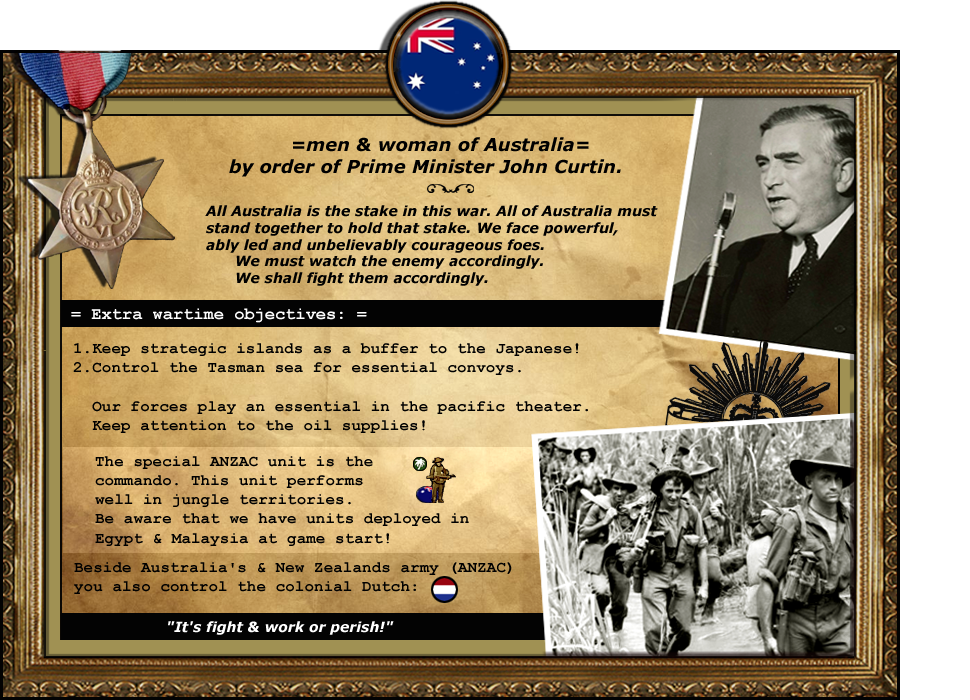 =men & woman of Australia=
by order of Prime Minister John Curtin.
All Australia is the stake in this war. All of Australia must
stand together to hold that stake. We face powerful,
ably led and unbelievably courageous foes.
We must watch the enemy accordingly.
We shall fight them accordingly.
= Extra wartime objectives: =
1.Keep strategic islands as a buffer to the Japanese!
2.Control the Tasman sea for essential convoys.
Our forces play an essential in the pacific theater.
Keep attention to the oil supplies!
The special ANZAC unit is the
commando. This unit performs
well in jungle territories.
Be aware that we have units deployed in
Egypt & Malaysia at game start!
Beside Australia's & New Zealands army (ANZAC)
you also control the colonial Dutch:
"It's fight & work or perish!"